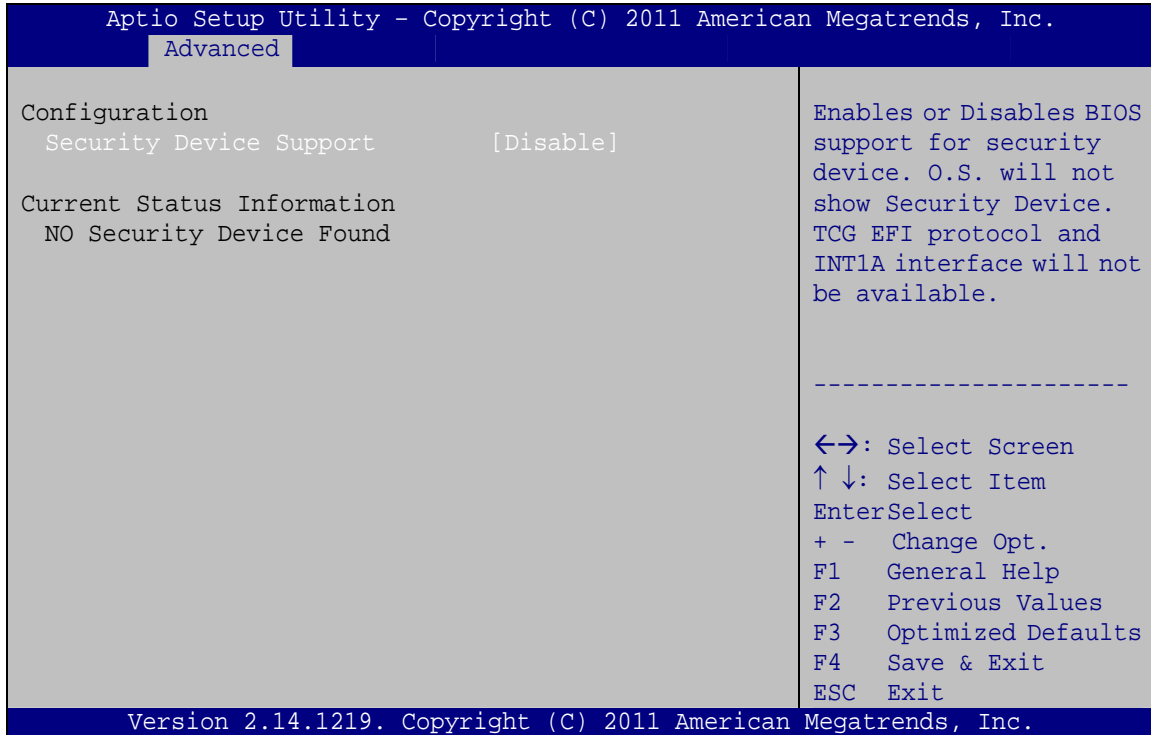 Aptio Setup Utility – Copyright (C) 2011 American Megatrends, Inc.
Advanced
Configuration
Security Device Support [Disable]
Current Status Information
NO Security Device Found
Enables or Disables BIOS
support for security
device. O.S. will not
show Security Device.
TCG EFI protocol and
INT1A interface will not
be available.
----------------------
←→: Select Screen
↑ ↓: Select Item
EnterSelect
+ - Change Opt.
F1 General Help
F2 Previous Values
F3 Optimized Defaults
F4 Save & Exit
ESC Exit
Version 2.14.1219. Copyright (C) 2011 American Megatrends, Inc.